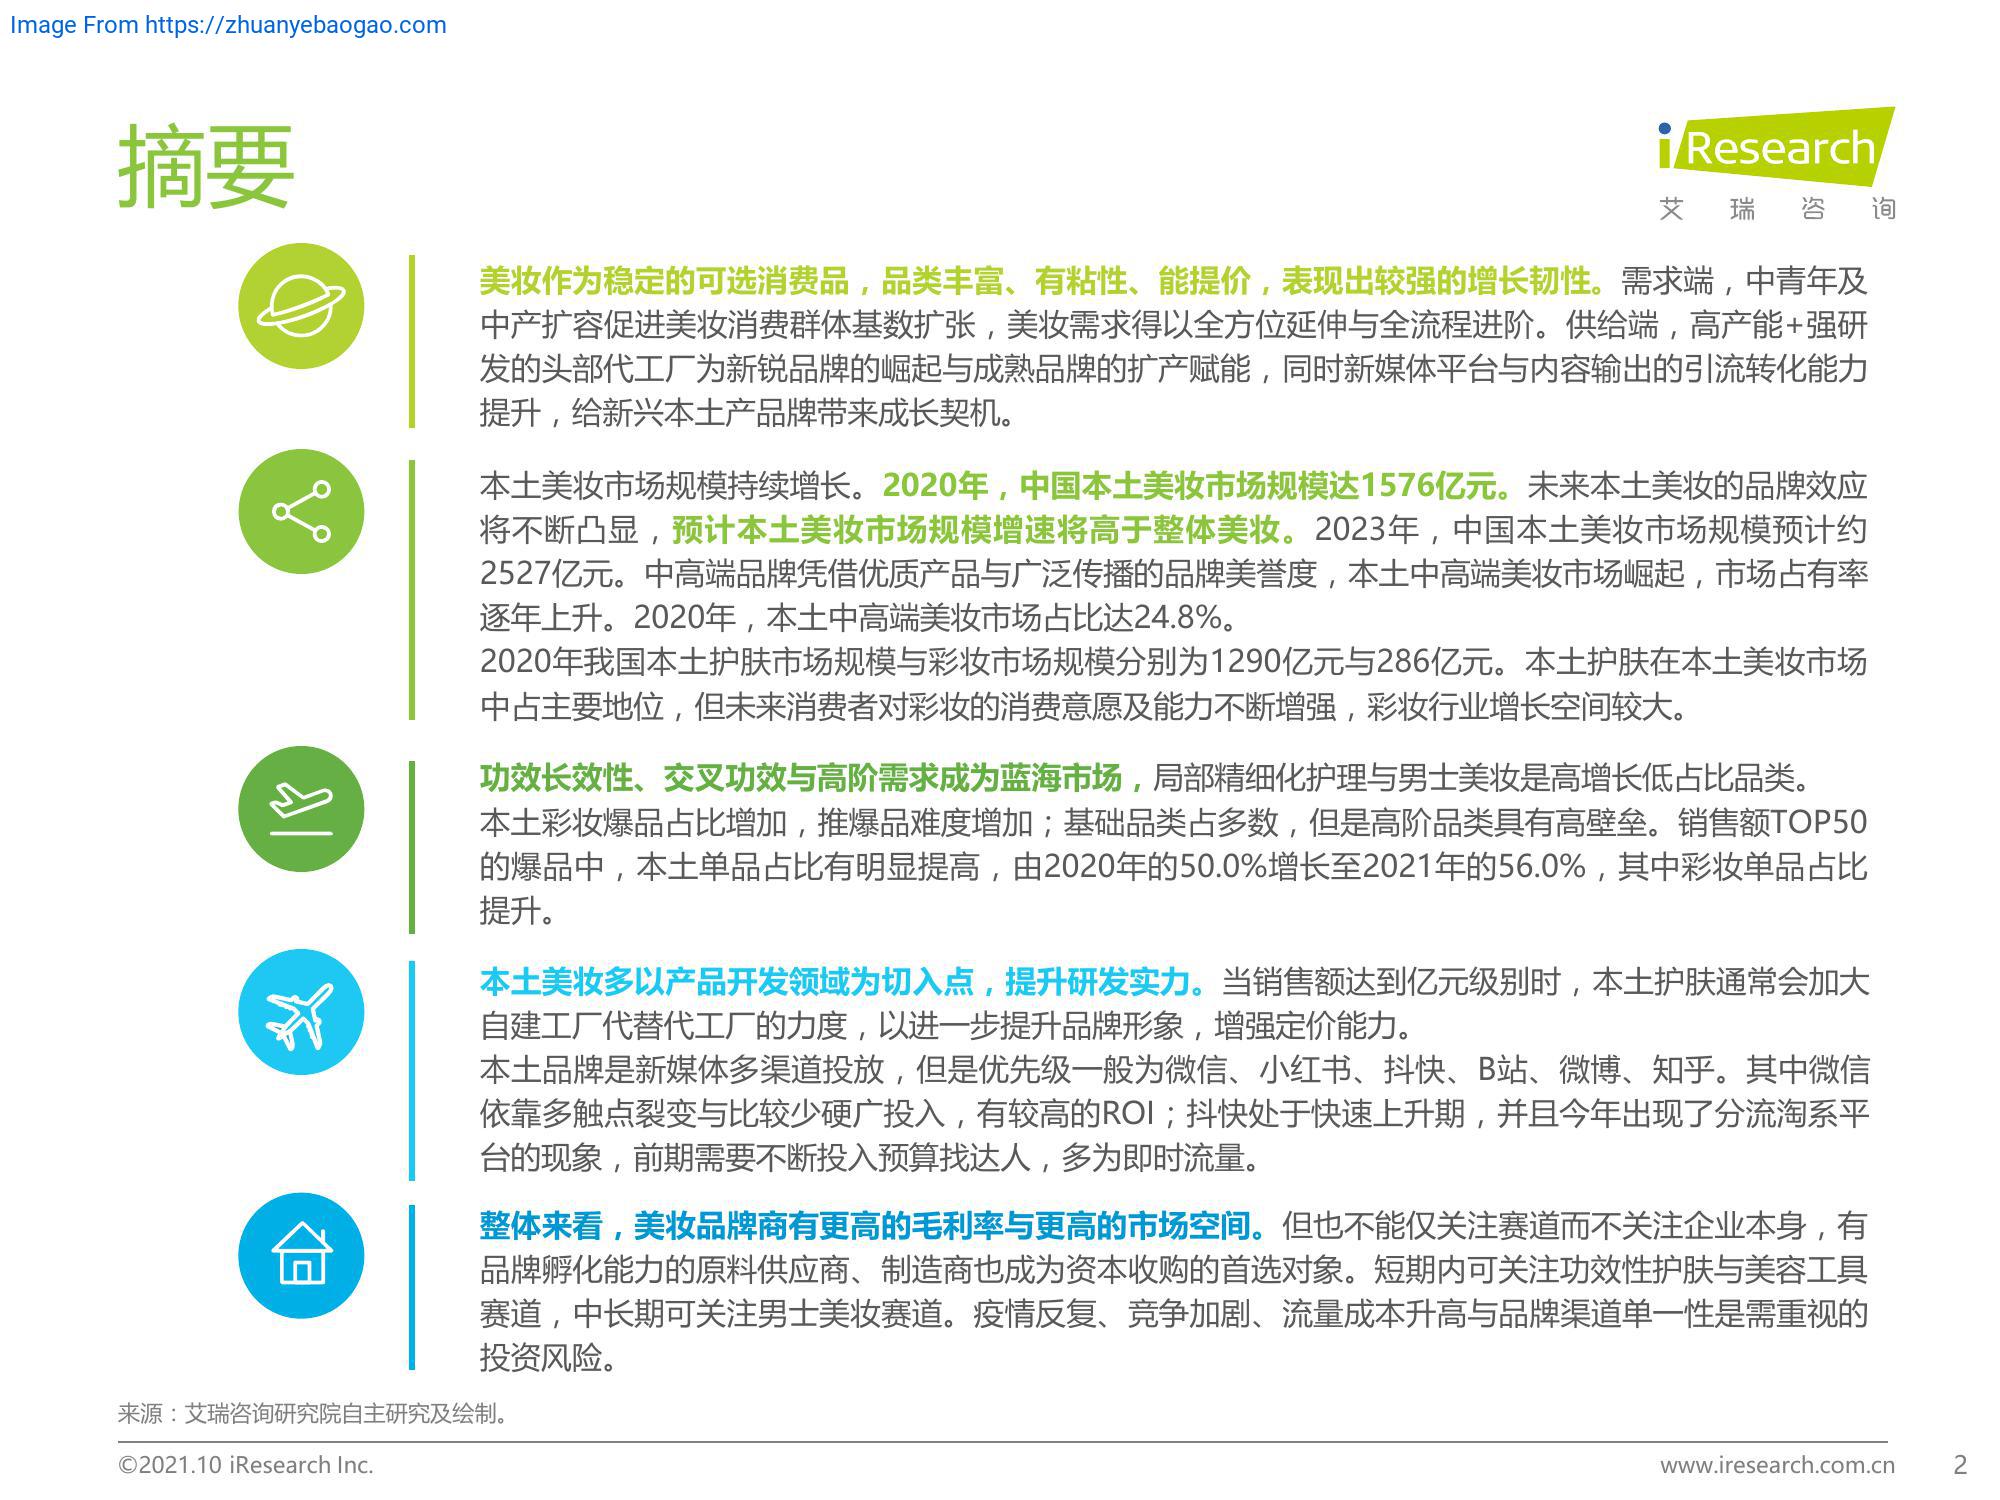 Image From https://zhuanyebaogao.com
摘要
iResearch
艾瑞咨询
美妆作为稳定的可选消费品，品类丰富、有粘性、能提价，表现出较强的增长韧性。需求端，中青年及
中产扩容促进美妆消费群体基数扩张，美妆需求得以全方位延伸与全流程进阶。供给端，高产能+强研
发的头部代工厂为新锐品牌的崛起与成熟品牌的扩产赋能，同时新媒体平台与内容输出的引流转化能力
提升，给新兴本土产品牌带来成长契机。
本土美妆市场规模持续增长。2020年，中国本土美妆市场规模达1576亿元。未来本土美妆的品牌效应
将不断凸显，预计本土美妆市场规模增速将高于整体美妆。2023年，中国本土美妆市场规模预计约
2527亿元。中高端品牌凭借优质产品与广泛传播的品牌美誉度，本土中高端美妆市场崛起，市场占有率
逐年上升。2020年，本土中高端美妆市场占比达24.8%。
2020年我国本土护肤市场规模与彩妆市场规模分别为1290亿元与286亿元。本土护肤在本土美妆市场
中占主要地位，但未来消费者对彩妆的消费意愿及能力不断增强，彩妆行业增长空间较大。
功效长效性、交叉功效与高阶需求成为蓝海市场，局部精细化护理与男士美妆是高增长低占比品类。
本土彩妆爆品占比增加，推爆品难度增加；基础品类占多数，但是高阶品类具有高壁垒。销售额TOP50
的爆品中，本土单品占比有明显提高，由2020年的50.0%增长至2021年的56.0%，其中彩妆单品占比
提升。
本土美妆多以产品开发领域为切入点，提升研发实力。当销售额达到亿元级别时，本土护肤通常会加大
自建工厂代替代工厂的力度，以进一步提升品牌形象，增强定价能力。
本土品牌是新媒体多渠道投放，但是优先级一般为微信、小红书、抖快、B站、微博、知乎。其中微信
依靠多触点裂变与比较少硬广投入，有较高的ROI；抖快处于快速上升期，并且今年出现了分流淘系平
台的现象，前期需要不断投入预算找达人，多为即时流量。
整体来看，美妆品牌商有更高的毛利率与更高的市场空间。但也不能仅关注赛道而不关注企业本身，有
品牌孵化能力的原料供应商、制造商也成为资本收购的首选对象。短期内可关注功效性护肤与美容工具
赛道，中长期可关注男士美妆赛道。疫情反复、竞争加剧、流量成本升高与品牌渠道单一性是需重视的
投资风险。
来源：艾瑞咨询研究院自主研究及绘制。
©2021.10 iResearch Inc.
www.iresearch.com.cn
2